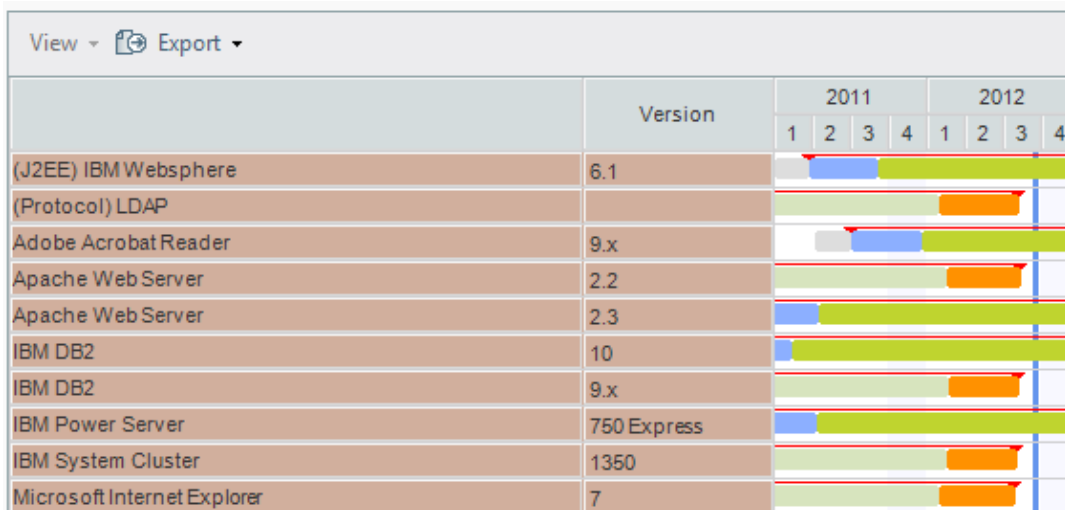 View Export
2011 2012
Version
1 2 3 4 1 2 3 4
(J2EE) IBM Websphere 6.1
(Protocol) LDAP
Adobe Acrobat Reader 9.x
Apache Web Server 2.2
Apache Web Server 2.3
IBM DB2 10
IBM DB2 9.x
IBM Power Server 750 Express
IBM System Cluster 1350
Microsoft Internet Explorer 7